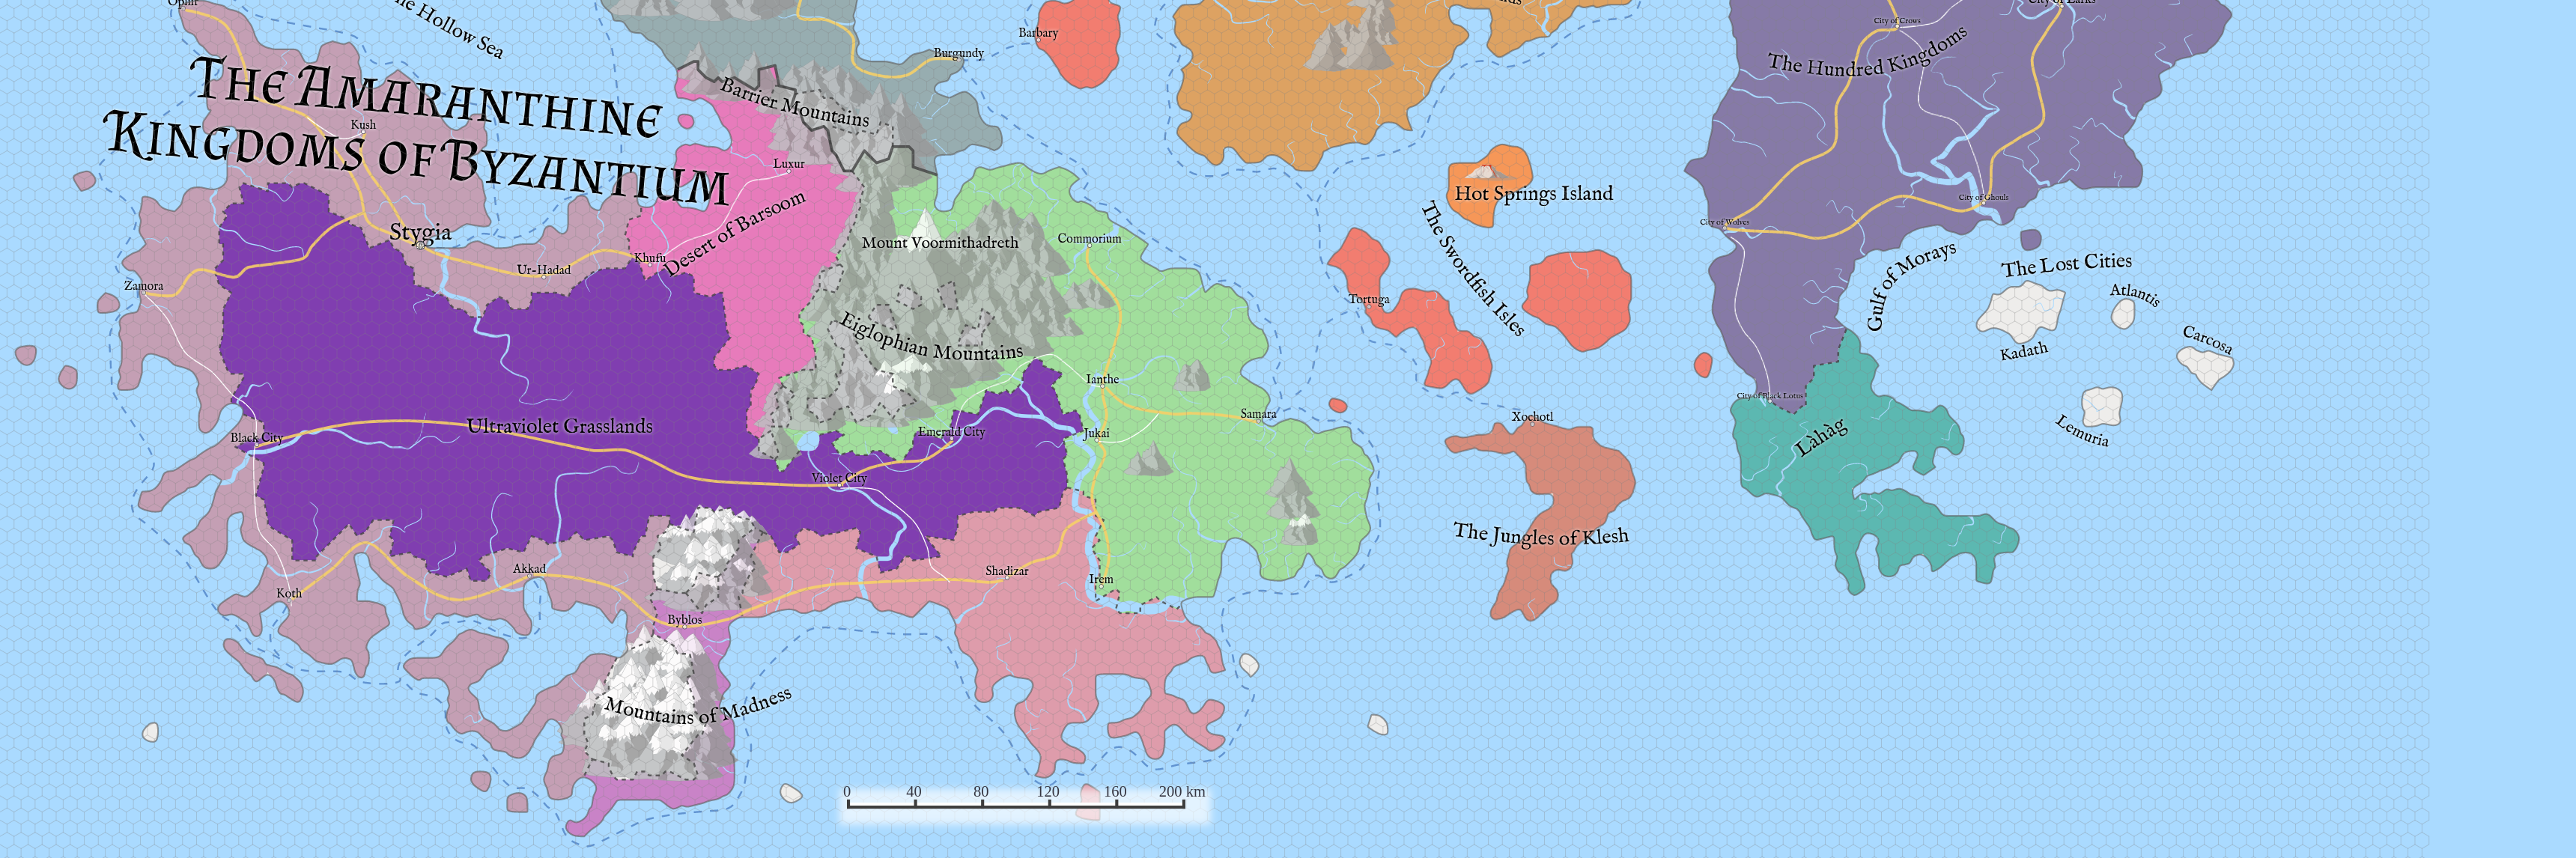 Ophir
The Hollow Sea
Burgundy
Barbary
City of Crows
City of Larks
The Hundred Kingdoms
The Amaranthine
Kingdoms of Byzantium
Kush
Barrier Mountains
Luxur
Desert of Barsoom
Hot Springs Island
The Swordfish Isles
City of Ghouls
City of Wolves
Gulf of Morays
Stygia
Ur-Hadad
Khufu
Zamora
Mount Voormithadreth
Commorium
The Lost Cities
Atlantis
Tortuga
Eiglophian Mountains
Kadath
Carcosa
Ianthe
Samara
City of Black Lotus
Lemuria
Xochotl
Làhàg
Ultraviolet Grasslands
Black City
Emerald City
Jukai
Violet City
The Jungles of Klesh
Akkad
Koth
Shadizar
Irem
Byblos
Mountains of Madness
0 40 80 120 160 200 km